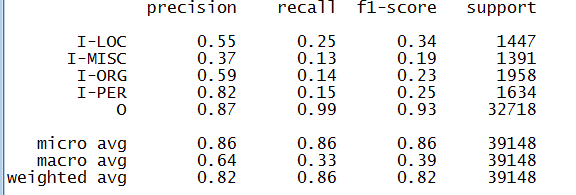 precision recall f1-score support
I-LOC 0.55 0.25 0.34 1447
I-MISC 0.37 0.13 0.19 1391
I-ORG 0.59 0.14 0.23 1958
I-PER 0.82 0.15 0.25 1634
O 0.87 0.99 0.93 32718
micro avg 0.86 0.86 0.86 39148
macro avg 0.64 0.33 0.39 39148
weighted avg 0.82 0.86 0.82 39148